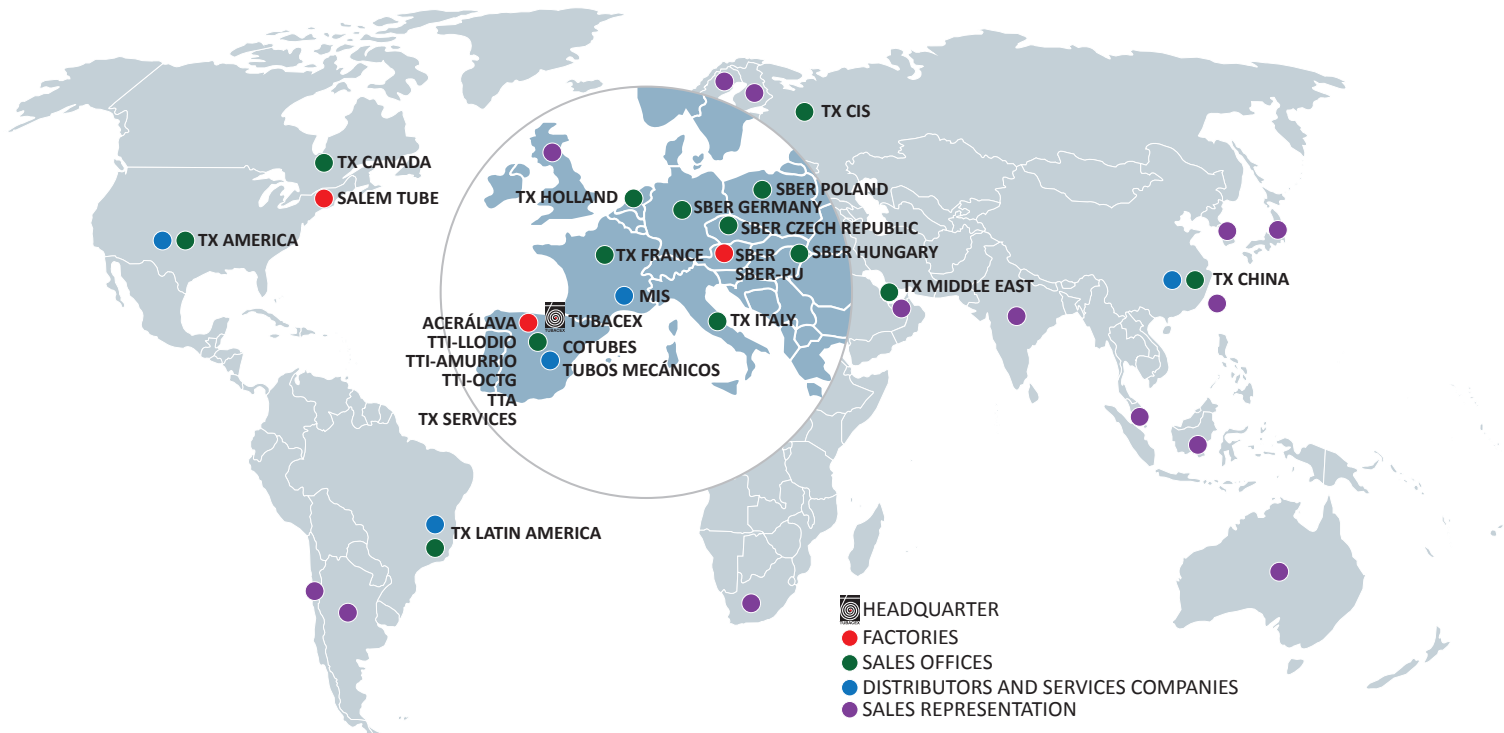 TX CIS
TX CANADA
SALEM TUBE
TX AMERICA
TX HOLLAND
SBER POLAND
SBER GERMANY
SBER CZECH REPUBLIC
TX FRANCE
SBER
SBER-PU
SBER HUNGARY
MIS
TX MIDDLE EAST
TX CHINA
TX ITALY
ACERÁLAVA
TTI-LLODIO
TTI-AMURRIO
TTI-OCTG
TTA
TX SERVICES
TUBACEX
TUBACEX
COTUBES
TUBOS MECÁNICOS
TX LATIN AMERICA
TUBACEX
HEADQUARTER
FACTORIES
SALES OFFICES
DISTRIBUTORS AND SERVICES COMPANIES
SALES REPRESENTATION